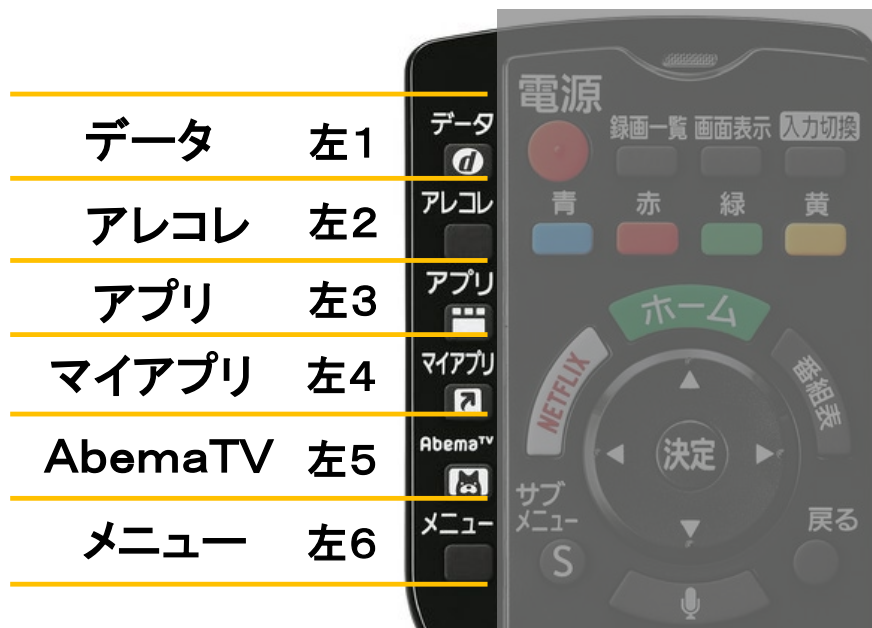 データ 左1
アレコレ 左2
アプリ 左3
マイアプリ 左4
AbemaTV 左5
メニュー 左6
データ
d
アレコレ
アプリ
マイアプリ
AbemaTV
メニュー
電源
録画一覧 画面表示 入力切換
青 赤 緑 黄
ホーム
NETFLIX
番組表
決定
サブ
メニュー
S
戻る